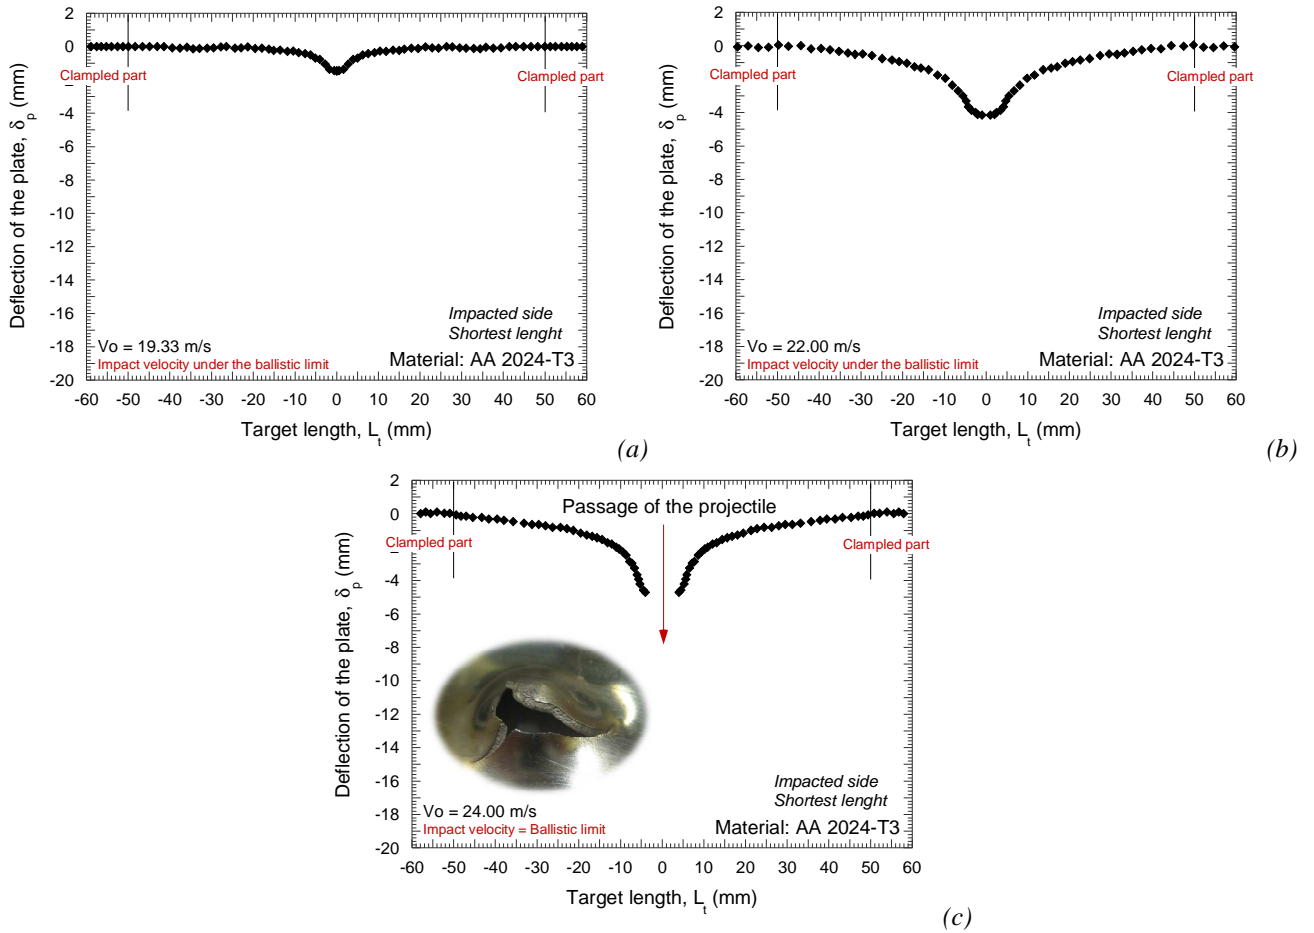 2
0
-4
-6
-8
-10
-12
-14
-16
-18
-20
Deflection of the plate, δp (mm)
Clampled part
Clampled part
Impacted side
Shortest lenght
Vo = 19.33 m/s
Impact velocity under the ballistic limit
Material: AA 2024-T3
-60 -50 -40 -30 -20 -10 0 10 20 30 40 50 60
Target length, Lt (mm)
(a)
2
0
-4
-6
-8
-10
-12
-14
-16
-18
-20
Deflection of the plate, δp (mm)
Clampled part
Clampled part
Impacted side
Shortest lenght
Vo = 22.00 m/s
Impact velocity under the ballistic limit
Material: AA 2024-T3
-60 -50 -40 -30 -20 -10 0 10 20 30 40 50 60
Target length, Lt (mm)
(b)
2
0
-4
-6
-8
-10
-12
-14
-16
-18
-20
Deflection of the plate, δp (mm)
Passage of the projectile
Clampled part
Clampled part
Impacted side
Shortest lenght
Vo = 24.00 m/s
Impact velocity = Ballistic limit
Material: AA 2024-T3
-60 -50 -40 -30 -20 -10 0 10 20 30 40 50 60
Target length, Lt (mm)
(c)